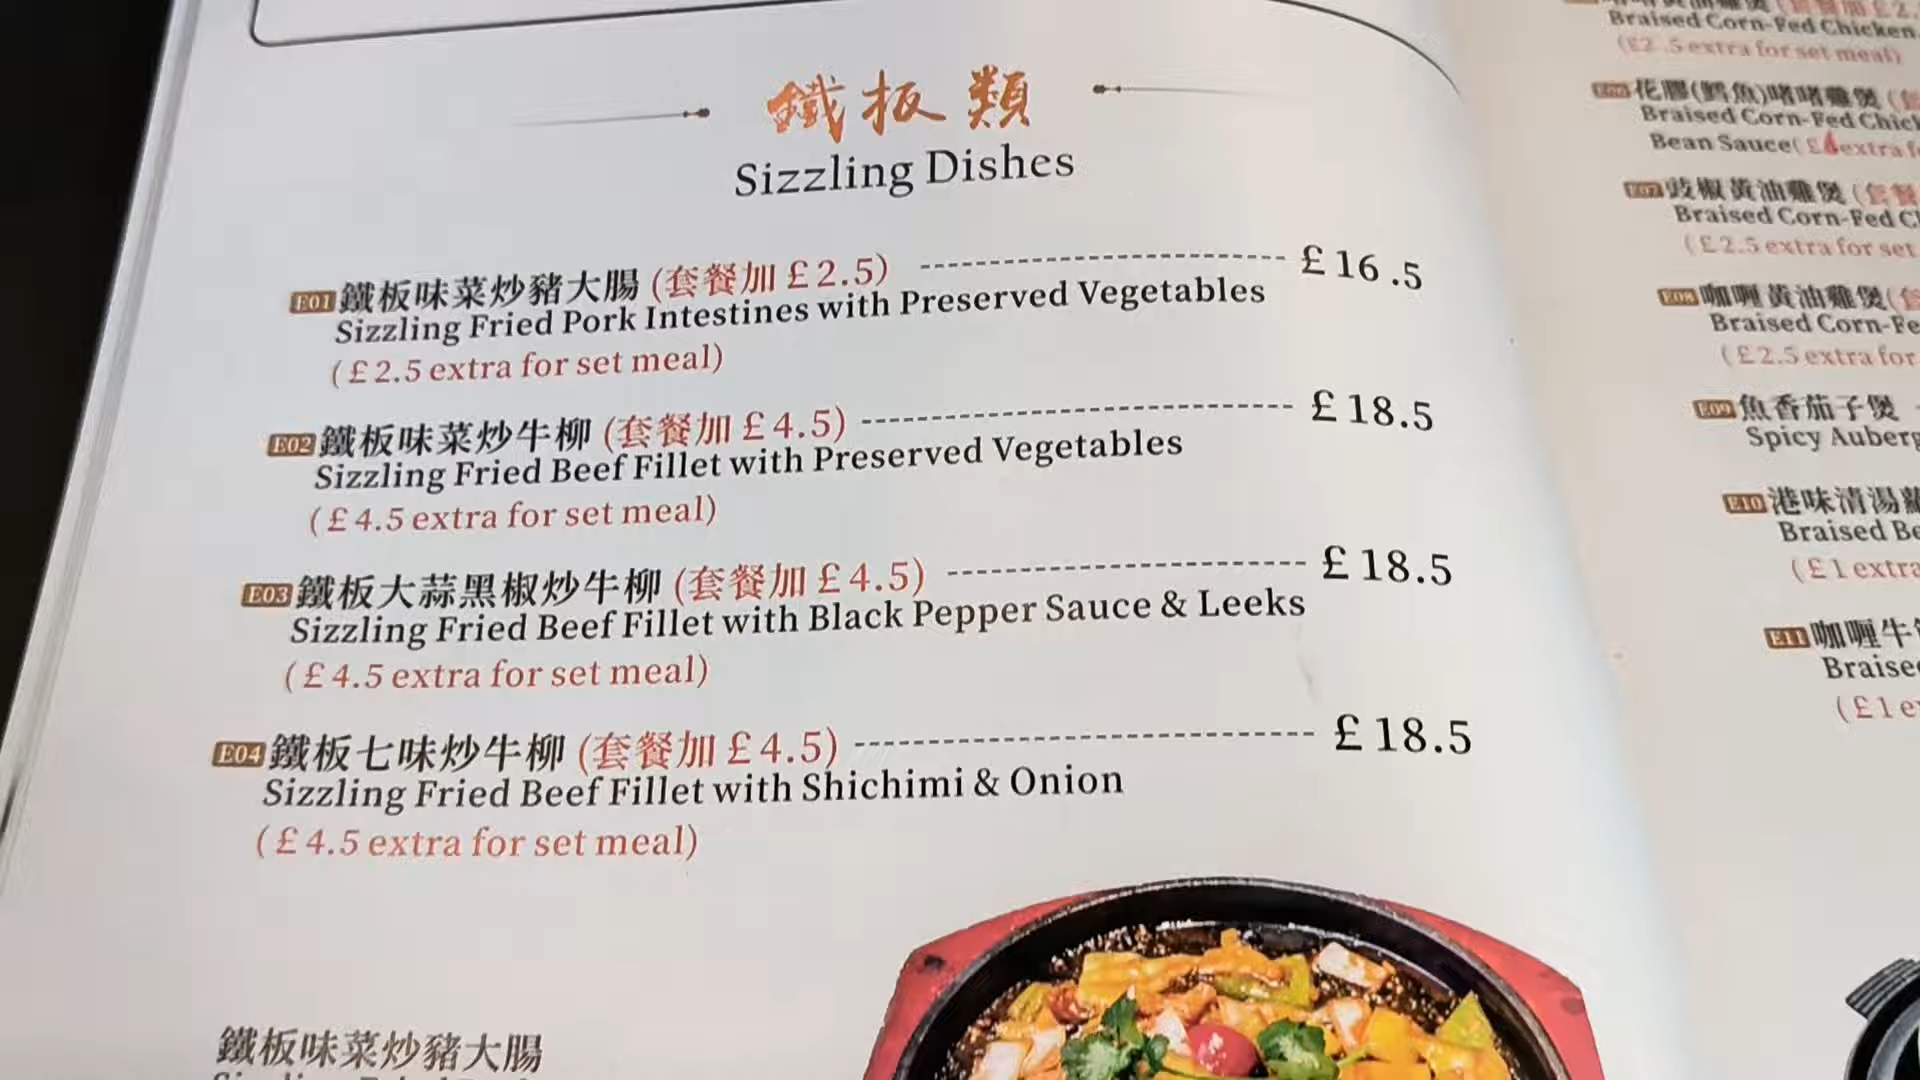 鐵板類
Sizzling Dishes
E01 鐵板味菜炒豬大腸 (套餐加£2.5) £16.5
Sizzling Fried Pork Intestines with Preserved Vegetables
(£2.5 extra for set meal)
E02 鐵板味菜炒牛柳 (套餐加£4.5) £18.5
Sizzling Fried Beef Fillet with Preserved Vegetables
(£4.5 extra for set meal)
E03 鐵板大蒜黑椒炒牛柳 (套餐加£4.5) £18.5
Sizzling Fried Beef Fillet with Black Pepper Sauce & Leeks
(£4.5 extra for set meal)
E04 鐵板七味炒牛柳 (套餐加£4.5) £18.5
Sizzling Fried Beef Fillet with Shichimi & Onion
(£4.5 extra for set meal)
鐵板味菜炒豬大腸
Braised Corn-Fed Chicken
(£2.5 extra for set meal)
E06 花膠(鱈魚)啫啫雞煲
Braised Corn-Fed
Bean Sauce( extra
E07 豉椒黃油雞煲 (套餐
Braised Corn-Fed
(£2.5 extra for set
E08 咖喱黃油雞煲(
Braised
(£2.5 extra for
E09 魚香茄子煲
Spicy
E10 港味清湯
Braised
(£1 extra
E11 咖喱牛
(£1